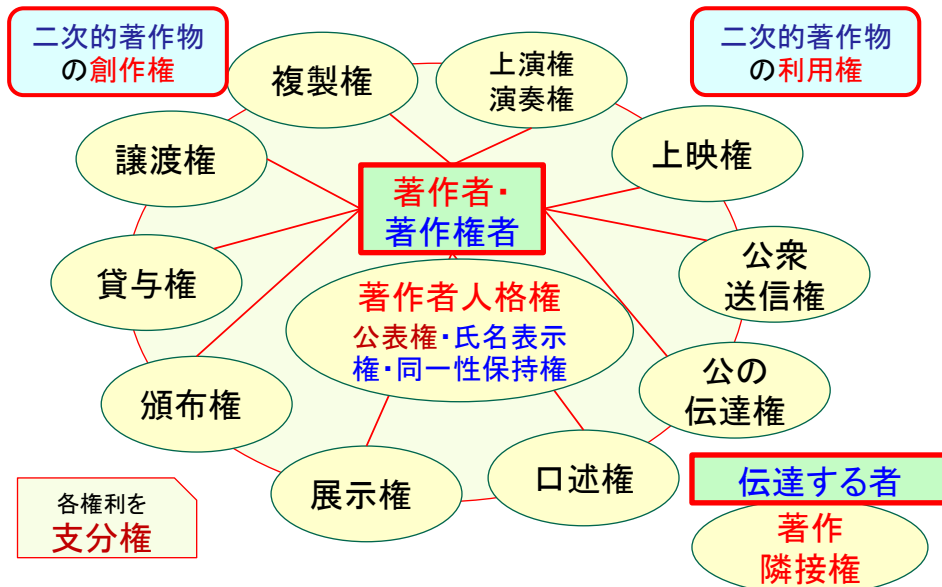 二次的著作物
の創作権
二次的著作物
の利用権
複製権
上演権
演奏権
譲渡権
上映権
著作者・
著作権者
貸与権
公衆
送信権
著作者人格権
公表権・氏名表示
権・同一性保持権
頒布権
公の
伝達権
展示権
口述権
各権利を
支分権
伝達する者
著作
隣接権